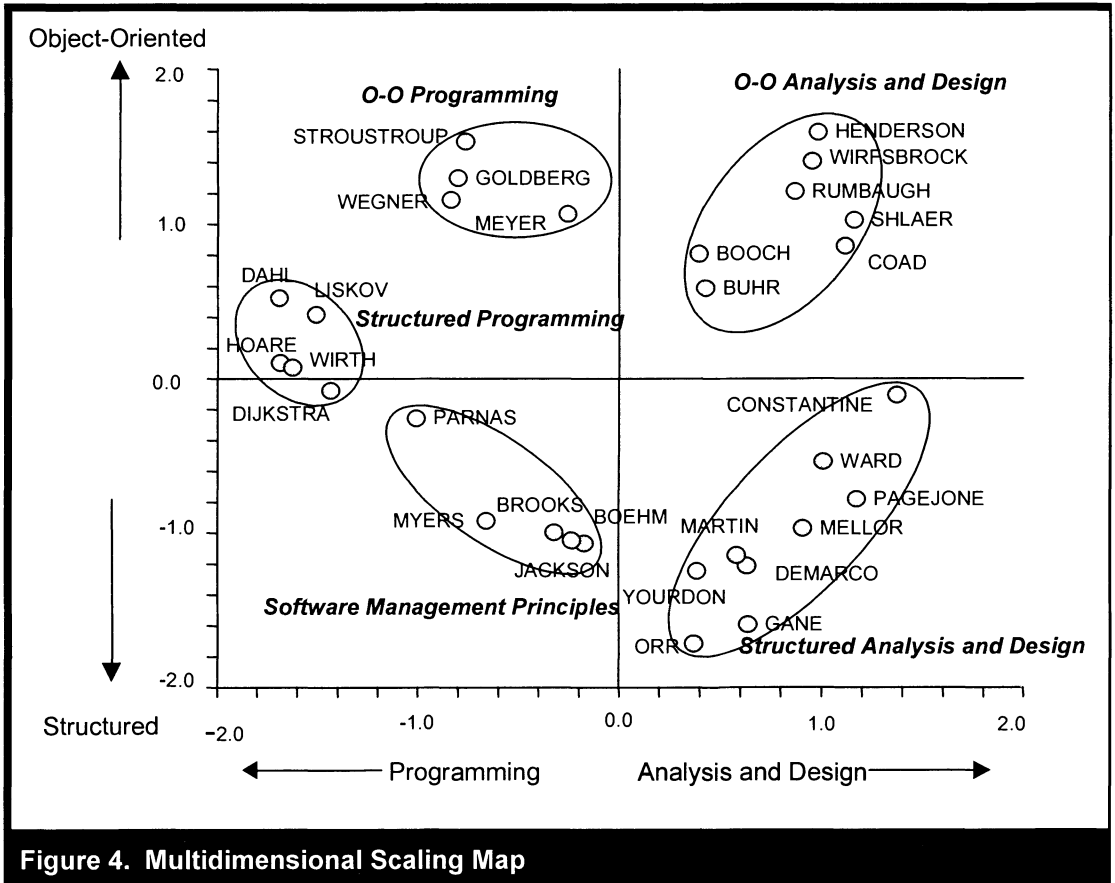 Object-Oriented
2.0
O-O Programming
O-O Analysis and Design
STROUSTROUP
HENDERSON
WIRFSBROCK
GOLDBERG
RUMBAUGH
WEGNER
MEYER
SHLAER
1.0
BOOCH
COAD
DAHL
BUHR
LISKOV
Structured Programming
HOARE
WIRTH
0.0
CONSTANTINE
DIJKSTRA
PARNAS
WARD
PAGEJONE
BROOKS
BOEHM
MYERS
MARTIN
MELLOR
-1.0
JACKSON
DEMARCO
YOURDON
Software Management Principles
GANE
ORR
Structured Analysis and Design
-2.0
Structured
-2.0
-1.0
0.0
1.0
2.0
Programming
Analysis and Design
Figure 4. Multidimensional Scaling Map